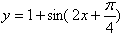 y = 1 + sin( 2x + π/4)